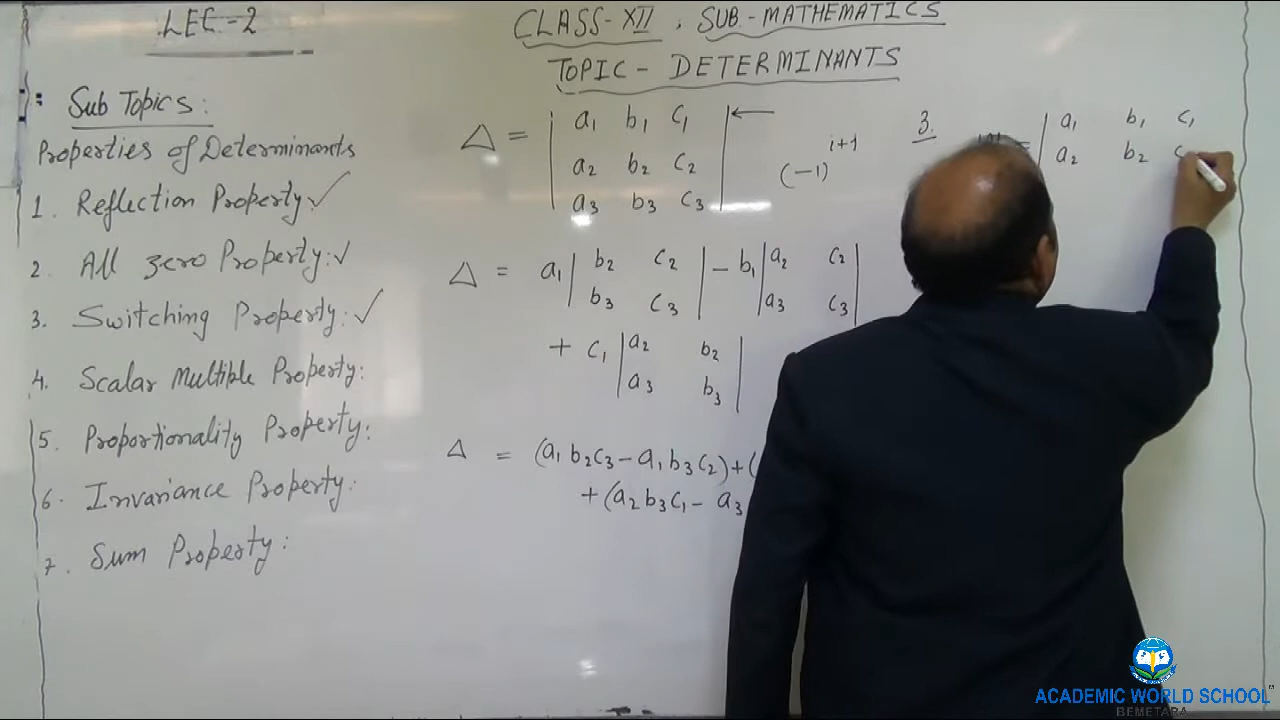 LEC-2
CLASS-XII, SUB-MATHEMATICS
TOPIC- DETERMINANTS
Sub Topics:
Properties of Determinants
1. Reflection Property: ✓
2. All zero Property: ✓
3. Switching Property: ✓
4. Scalar Multiple Property:
5. Proportionality Property:
6. Invariance Property:
7. Sum Property:
Δ = | a₁ b₁ c₁ | ←
a₂ b₂ c₂
a₃ b₃ c₃
(-1)^(i+1)
Δ = a₁ | b₂ c₂ | - b₁ | a₂ c₂ |
b₃ c₃ a₃ c₃
+ c₁ | a₂ b₂ |
a₃ b₃
Δ = (a₁b₂c₃ - a₁b₃c₂) + (
+ (a₂b₃c₁ - a₃
3. = | a₁ b₁ c₁
a₂ b₂ c
ACADEMIC WORLD SCHOOL
BEMETARA